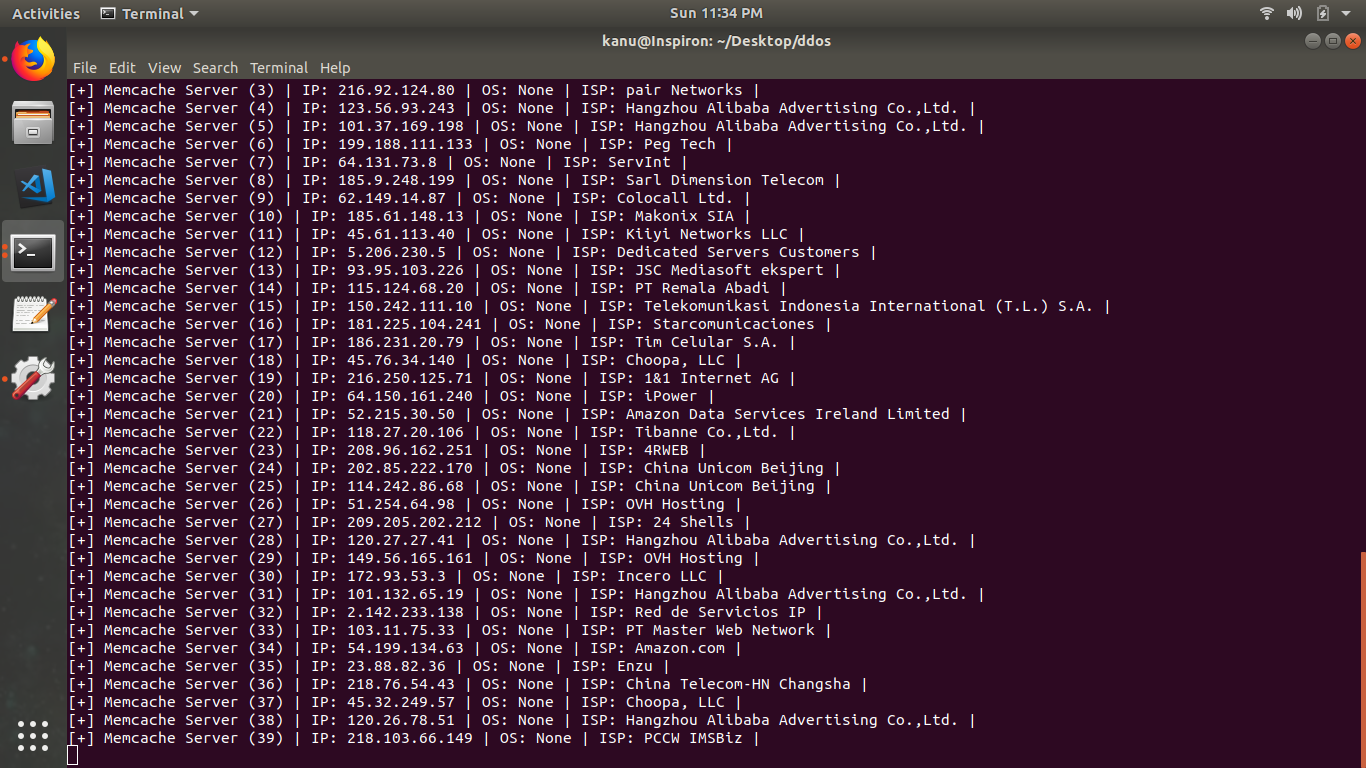 Activities Terminal Sun 11:34 PM
kanu@Inspiron: ~/Desktop/ddos
File Edit View Search Terminal Help
[+] Memcache Server (3) | IP: 216.92.124.80 | OS: None | ISP: pair Networks |
[+] Memcache Server (4) | IP: 123.56.93.243 | OS: None | ISP: Hangzhou Alibaba Advertising Co.,Ltd. |
[+] Memcache Server (5) | IP: 101.37.169.198 | OS: None | ISP: Hangzhou Alibaba Advertising Co.,Ltd. |
[+] Memcache Server (6) | IP: 199.188.111.133 | OS: None | ISP: Peg Tech |
[+] Memcache Server (7) | IP: 64.131.73.8 | OS: None | ISP: ServInt |
[+] Memcache Server (8) | IP: 185.9.248.199 | OS: None | ISP: Sarl Dimension Telecom |
[+] Memcache Server (9) | IP: 62.149.14.87 | OS: None | ISP: Colocall Ltd. |
[+] Memcache Server (10) | IP: 185.61.148.13 | OS: None | ISP: Makonix SIA |
[+] Memcache Server (11) | IP: 45.61.113.40 | OS: None | ISP: Kiiyi Networks LLC |
[+] Memcache Server (12) | IP: 5.206.230.5 | OS: None | ISP: Dedicated Servers Customers |
[+] Memcache Server (13) | IP: 93.95.103.226 | OS: None | ISP: JSC Mediasoft ekspert |
[+] Memcache Server (14) | IP: 115.124.68.20 | OS: None | ISP: PT Remala Abadi |
[+] Memcache Server (15) | IP: 150.242.111.10 | OS: None | ISP: Telekomunikasi Indonesia International (T.L.) S.A. |
[+] Memcache Server (16) | IP: 181.225.104.241 | OS: None | ISP: Starcomunicaciones |
[+] Memcache Server (17) | IP: 186.231.20.79 | OS: None | ISP: Tim Celular S.A. |
[+] Memcache Server (18) | IP: 45.76.34.140 | OS: None | ISP: Choopa, LLC |
[+] Memcache Server (19) | IP: 216.250.125.71 | OS: None | ISP: 1&1 Internet AG |
[+] Memcache Server (20) | IP: 64.150.161.240 | OS: None | ISP: iPower |
[+] Memcache Server (21) | IP: 52.215.30.50 | OS: None | ISP: Amazon Data Services Ireland Limited |
[+] Memcache Server (22) | IP: 118.27.20.106 | OS: None | ISP: Tibanne Co.,Ltd. |
[+] Memcache Server (23) | IP: 208.96.162.251 | OS: None | ISP: 4RWEB |
[+] Memcache Server (24) | IP: 202.85.222.170 | OS: None | ISP: China Unicom Beijing |
[+] Memcache Server (25) | IP: 114.242.86.68 | OS: None | ISP: China Unicom Beijing |
[+] Memcache Server (26) | IP: 51.254.64.98 | OS: None | ISP: OVH Hosting |
[+] Memcache Server (27) | IP: 209.205.202.212 | OS: None | ISP: 24 Shells |
[+] Memcache Server (28) | IP: 120.27.27.41 | OS: None | ISP: Hangzhou Alibaba Advertising Co.,Ltd. |
[+] Memcache Server (29) | IP: 149.56.165.161 | OS: None | ISP: OVH Hosting |
[+] Memcache Server (30) | IP: 172.93.53.3 | OS: None | ISP: Incero LLC |
[+] Memcache Server (31) | IP: 101.132.65.19 | OS: None | ISP: Hangzhou Alibaba Advertising Co.,Ltd. |
[+] Memcache Server (32) | IP: 2.142.233.138 | OS: None | ISP: Red de Servicios IP |
[+] Memcache Server (33) | IP: 103.11.75.33 | OS: None | ISP: PT Master Web Network |
[+] Memcache Server (34) | IP: 54.199.134.63 | OS: None | ISP: Amazon.com |
[+] Memcache Server (35) | IP: 23.88.82.36 | OS: None | ISP: Enzu |
[+] Memcache Server (36) | IP: 218.76.54.43 | OS: None | ISP: China Telecom-HN Changsha |
[+] Memcache Server (37) | IP: 45.32.249.57 | OS: None | ISP: Choopa, LLC |
[+] Memcache Server (38) | IP: 120.26.78.51 | OS: None | ISP: Hangzhou Alibaba Advertising Co.,Ltd. |
[+] Memcache Server (39) | IP: 218.103.66.149 | OS: None | ISP: PCCW IMSBiz |